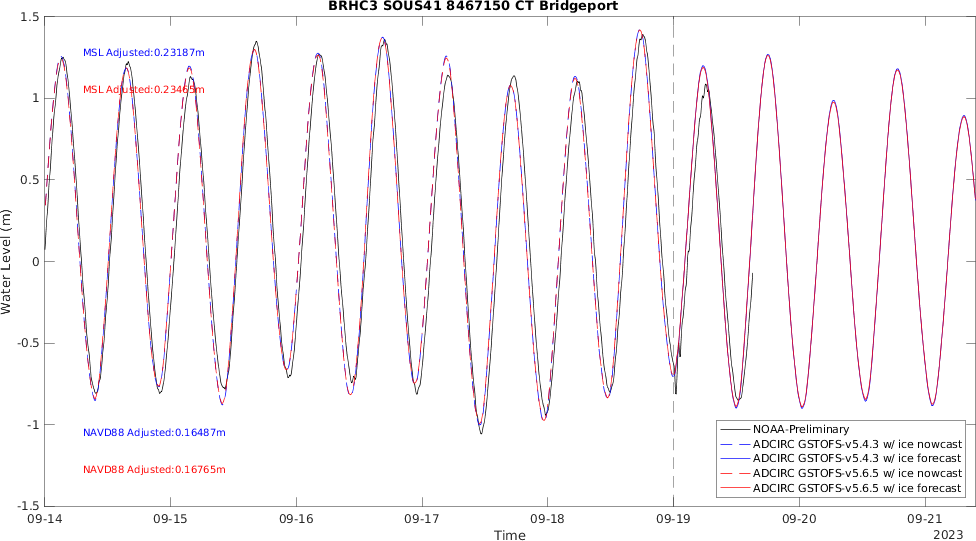 BRHC3 SOUS41 8467150 CT Bridgeport
1.5
MSL Adjusted:0.23187m
MSL Adjusted:0.23465m
1
0.5
0
-0.5
-1
-1.5
Water Level (m)
NAVD88 Adjusted:0.16487m
NAVD88 Adjusted:0.16765m
NOAA-Preliminary
ADCIRC GSTOFS-v5.4.3 w/ ice nowcast
ADCIRC GSTOFS-v5.4.3 w/ ice forecast
ADCIRC GSTOFS-v5.6.5 w/ ice nowcast
ADCIRC GSTOFS-v5.6.5 w/ ice forecast
09-14 09-15 09-16 09-17 09-18 09-19 09-20 09-21
Time
2023